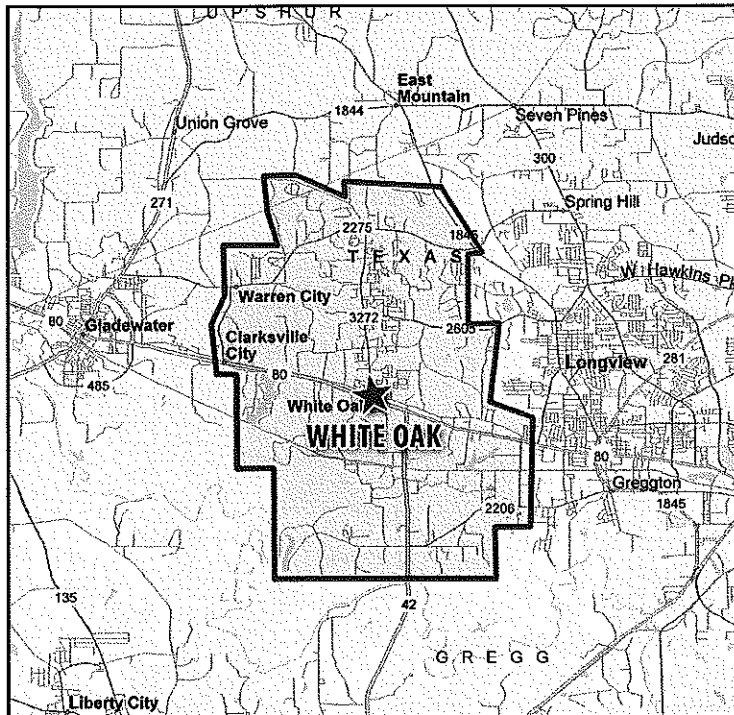 UPSHUR
East
Mountain
1844
Union Grove
Seven Pines
Judso
300
271
Spring Hill
1845
2275
TEXAS
W Hawkins P
Warren City
80
Gladewater
3272
2605
Clarksville
City
Longview
281
80
485
White Oa
WHITE OAK
80
Greggton
2206
1845
135
42
GREGG
Liberty City